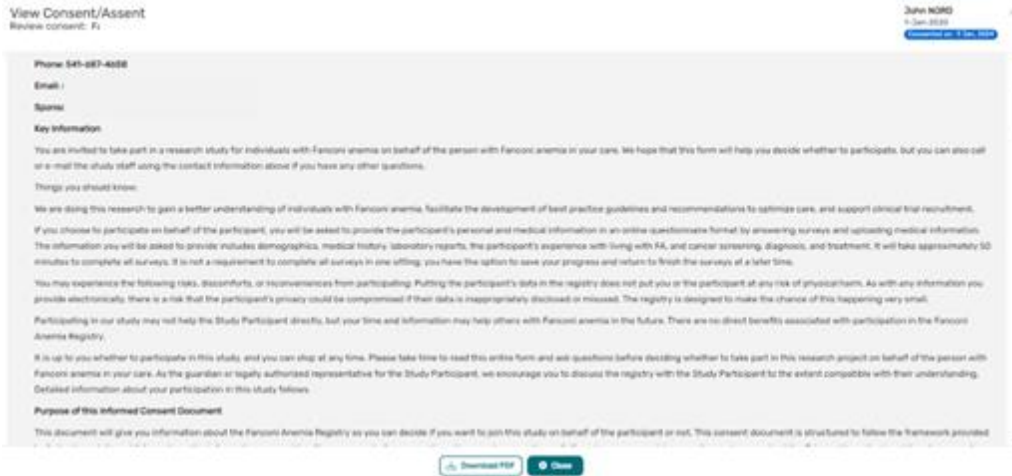 View Consent/Assent
John NORD
Review consent: F
1-Jan-2020
Consented on: 9 Jan, 2024
Phone: 541-687-4658
Email:
Sponso
Key Information
You are invited to take part in a research study for individuals with Fanconi anemia on behalf of the person with Fanconi anemia in your care. We hope that this form will help you decide whether to participate, but you can also call
or e-mail the study staff using the contact information above if you have any other questions.
Things you should know:
We are doing this research to gain a better understanding of individuals with Fanconi anemia, facilitate the development of best practice guidelines and recommendations to optimize care, and support clinical trial recruitment.
If you choose to participate on behalf of the participant, you will be asked to provide the participant's personal and medical information in an online questionnaire format by answering surveys and uploading medical information.
The information you will be asked to provide includes demographics, medical history, laboratory reports, the participant's experience with living with FA, and cancer screening, diagnosis, and treatment. It will take approximately 50
minutes to complete all surveys. It is not a requirement to complete all surveys in one sitting; you have the option to save your progress and return to finish the surveys at a later time.
You may experience the following risks, discomforts, or inconveniences from participating: Putting the participant's data in the registry does not put you or the participant at any risk of physical harm. As with any information you
provide electronically, there is a risk that the participant's privacy could be compromised if their data is inappropriately disclosed or misused. The registry is designed to make the chance of this happening very small.
Participating in our study may not help the Study Participant directly, but your time and information may help others with Fanconi anemia in the future. There are no direct benefits associated with participation in the Fanconi
Anemia Registry.
It is up to you whether to participate in this study, and you can stop at any time. Please take time to read this entire form and ask questions before deciding whether to take part in this research project on behalf of the person with
Fanconi anemia in your care. As the guardian or legally authorized representative for the Study Participant, we encourage you to discuss the registry with the Study Participant to the extent compatible with their understanding.
Detailed information about your participation in this study follows.
Purpose of this Informed Consent Document
This document will give you information about the Fanconi Anemia Registry so you can decide if you want to join this study on behalf of the participant or not. This consent document is structured to follow the framework provided
Download PDF
Close